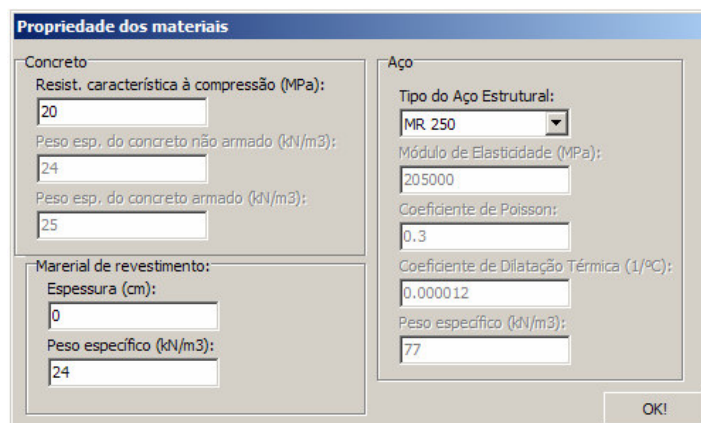 Propriedade dos materiais
Concreto
Resist. característica à compressão (MPa):
20
Peso esp. do concreto não armado (kN/m3):
24
Peso esp. do concreto armado (kN/m3):
25
Marerial de revestimento:
Espessura (cm):
0
Peso específico (kN/m3):
24
Aço
Tipo do Aço Estrutural:
MR 250
Módulo de Elasticidade (MPa):
205000
Coeficiente de Poisson:
0.3
Coeficiente de Dilatação Térmica (1/ºC):
0.000012
Peso específico (kN/m3):
77
OK!